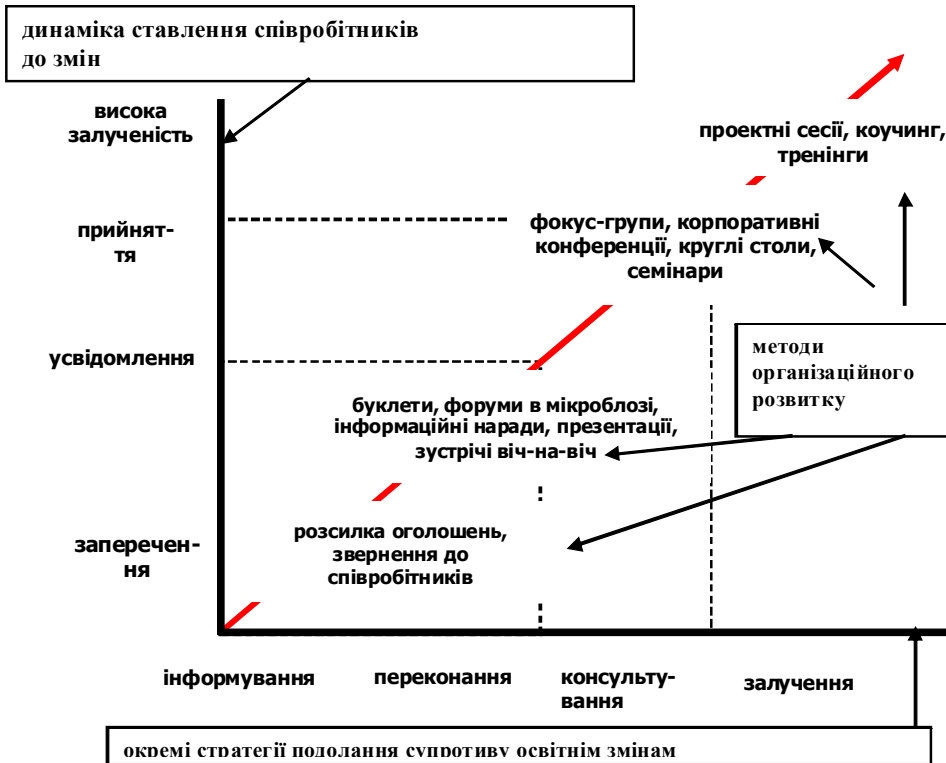 динаміка ставлення співробітників
до змін
висока
залученість
проектні сесії, коучинг,
тренінги
прийнят-
тя
фокус-групи, корпоративні
конференції, круглі столи,
семінари
усвідомлення
методи
організаційного
розвитку
буклети, форуми в мікроблозі,
інформаційні наради, презентації,
зустрічі віч-на-віч
заперечен-
ня
розсилка оголошень,
звернення до
співробітників
інформування
переконання
консульту-
вання
залучення
окремі стратегії подолання супротиву освітнім змінам